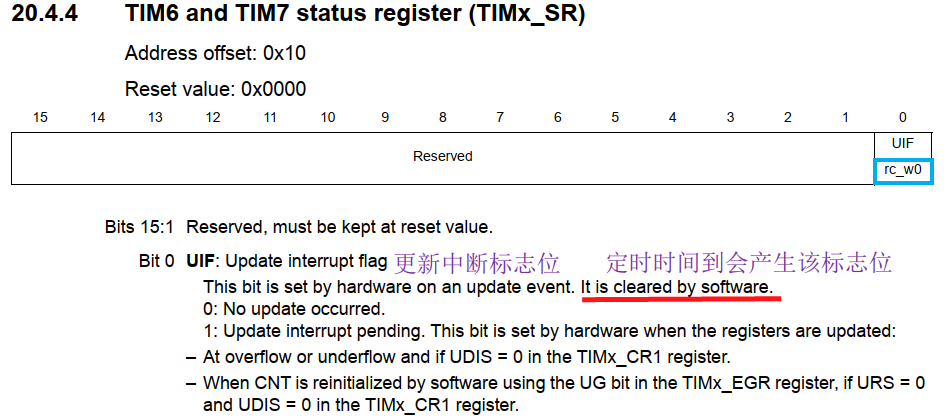 20.4.4 TIM6 and TIM7 status register (TIMx_SR)
Address offset: 0x10
Reset value: 0x0000
15 14 13 12 11 10 9 8 7 6 5 4 3 2 1 0
Reserved UIF
rc_w0
Bits 15:1 Reserved, must be kept at reset value.
Bit 0 UIF: Update interrupt flag 更新中断标志位 定时时间到会产生该标志位
This bit is set by hardware on an update event. It is cleared by software.
0: No update occurred.
1: Update interrupt pending. This bit is set by hardware when the registers are updated:
– At overflow or underflow and if UDIS = 0 in the TIMx_CR1 register.
– When CNT is reinitialized by software using the UG bit in the TIMx_EGR register, if URS = 0
and UDIS = 0 in the TIMx_CR1 register.